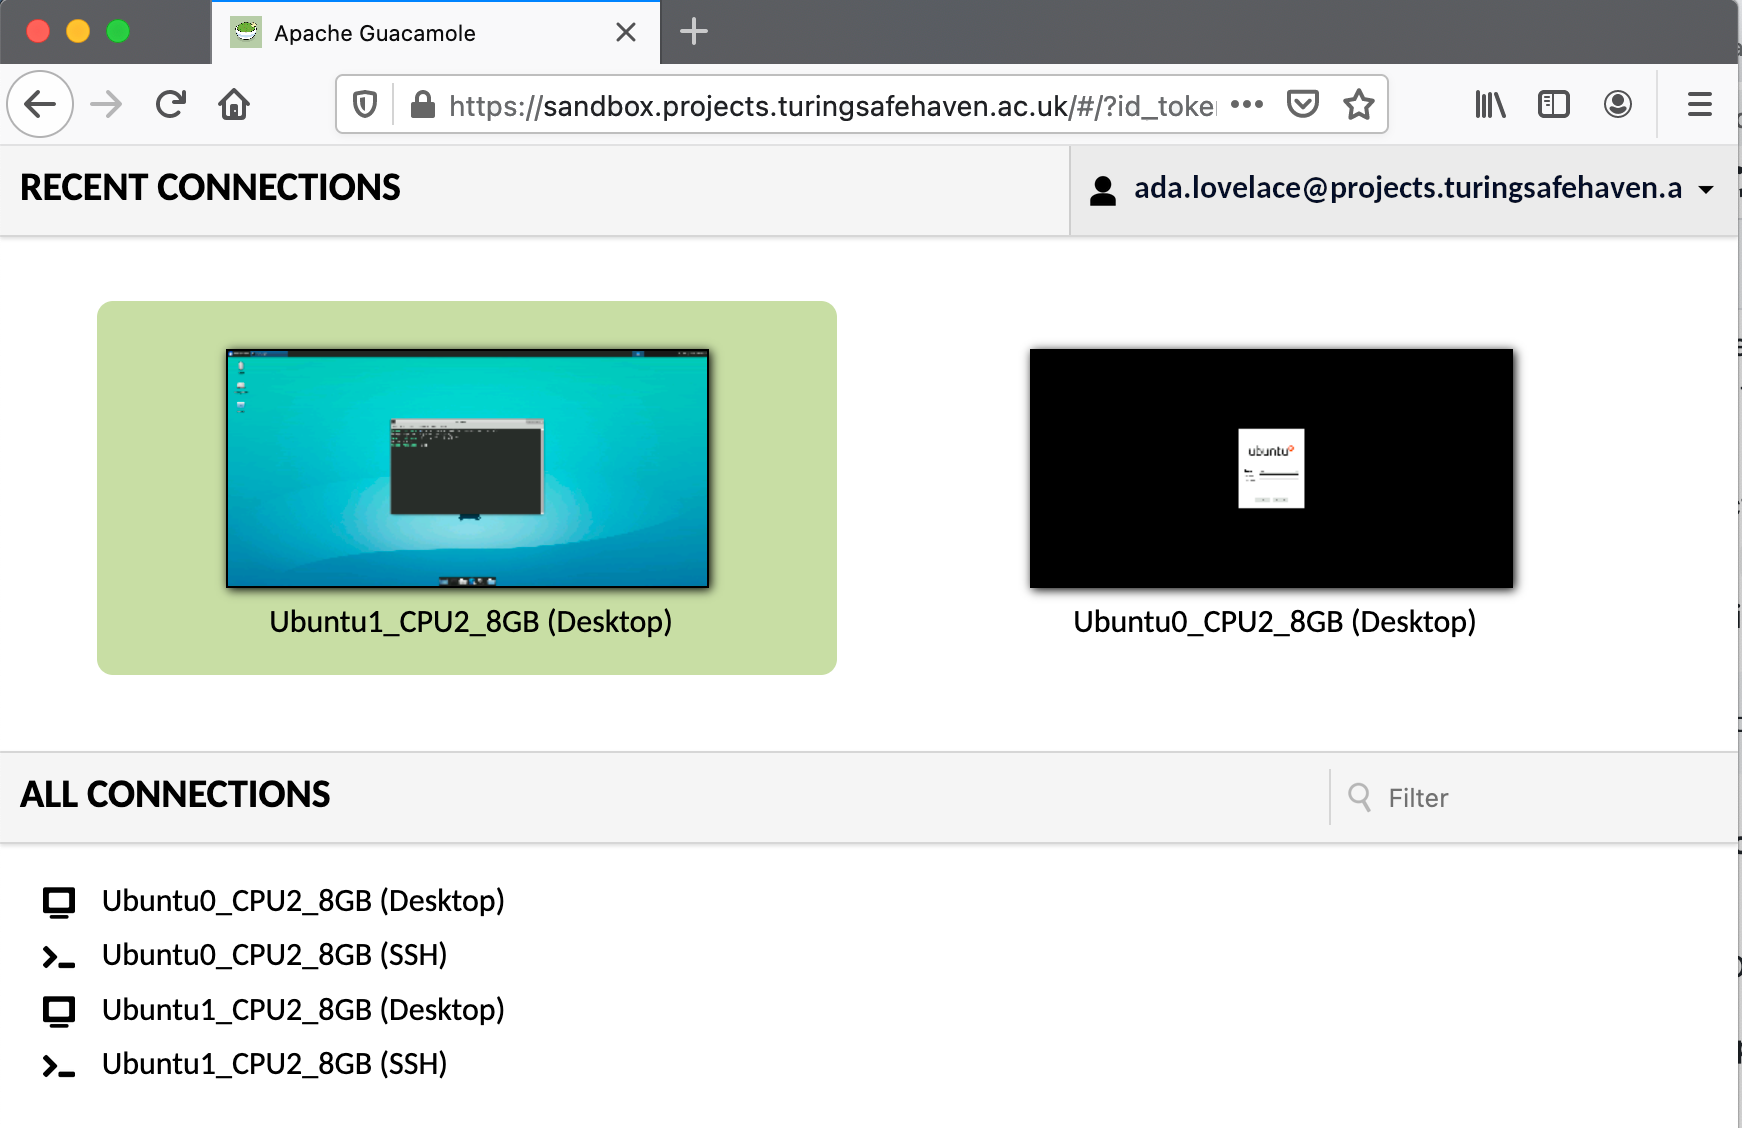 Apache Guacamole
https://sandbox.projects.turingsafehaven.ac.uk/#/?id_toke
RECENT CONNECTIONS
ada.lovelace@projects.turingsafehaven.a
ubuntu
Ubuntu1_CPU2_8GB (Desktop)
Ubuntu0_CPU2_8GB (Desktop)
ALL CONNECTIONS
Filter
Ubuntu0_CPU2_8GB (Desktop)
Ubuntu0_CPU2_8GB (SSH)
Ubuntu1_CPU2_8GB (Desktop)
Ubuntu1_CPU2_8GB (SSH)